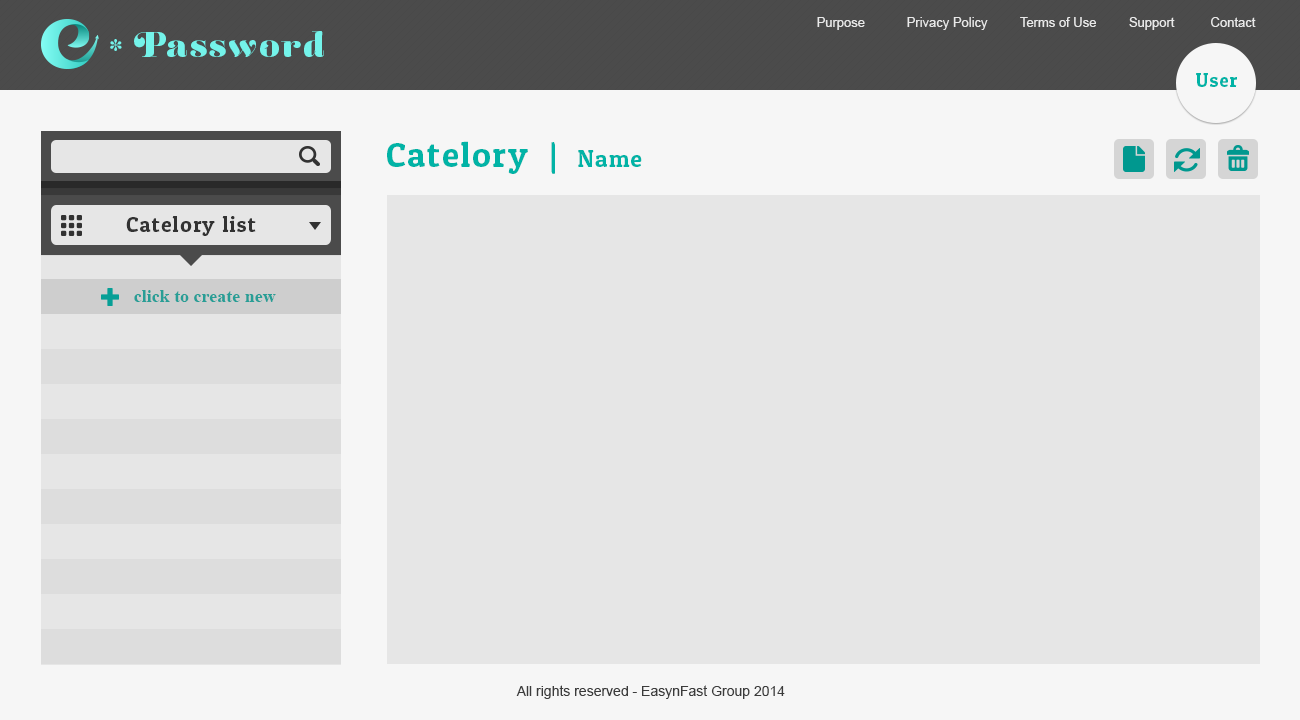 e * Password
Purpose Privacy Policy Terms of Use Support Contact
User
Catelory | Name
Catelory list
click to create new
All rights reserved - EasynFast Group 2014